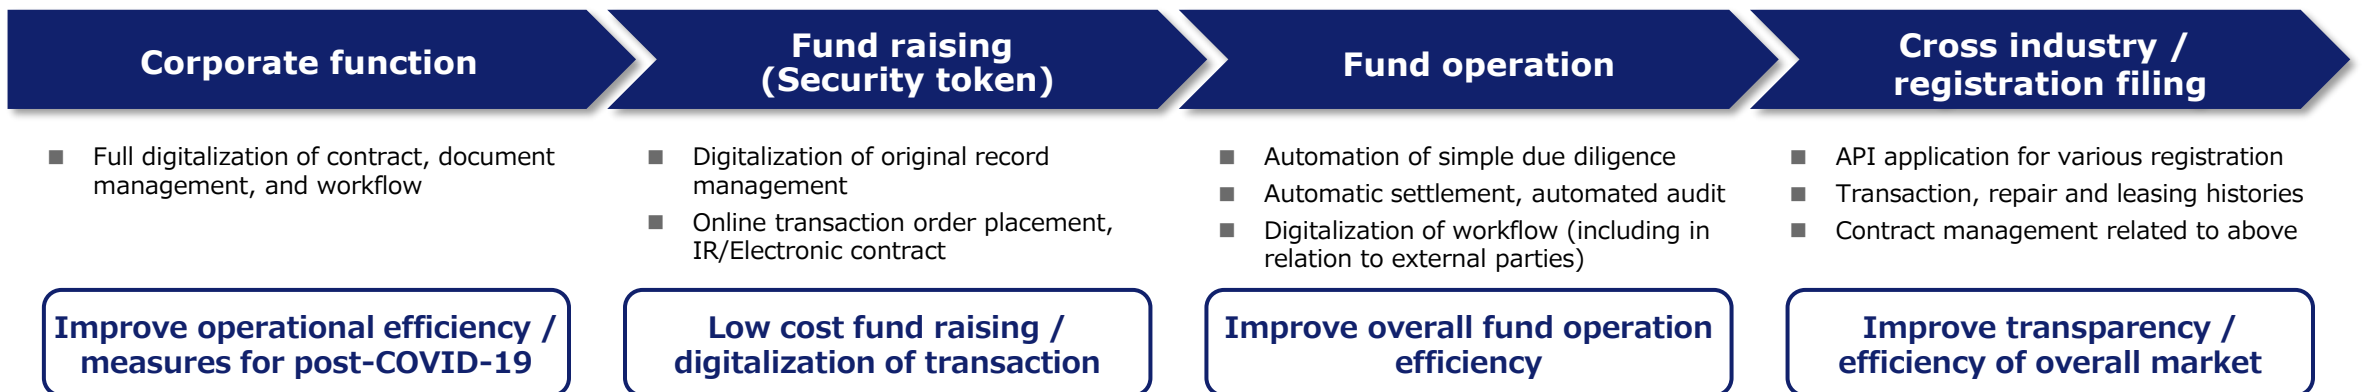 Corporate function
Fund raising
(Security token)
Fund operation
Cross industry /
registration filing
■ Full digitalization of contract, document
management, and workflow
■ Digitalization of original record
management
■ Online transaction order placement,
IR/Electronic contract
■ Automation of simple due diligence
■ Automatic settlement, automated audit
■ Digitalization of workflow (including in
relation to external parties)
■ API application for various registration
■ Transaction, repair and leasing histories
■ Contract management related to above
Improve operational efficiency /
measures for post-COVID-19
Low cost fund raising /
digitalization of transaction
Improve overall fund operation
efficiency
Improve transparency /
efficiency of overall market